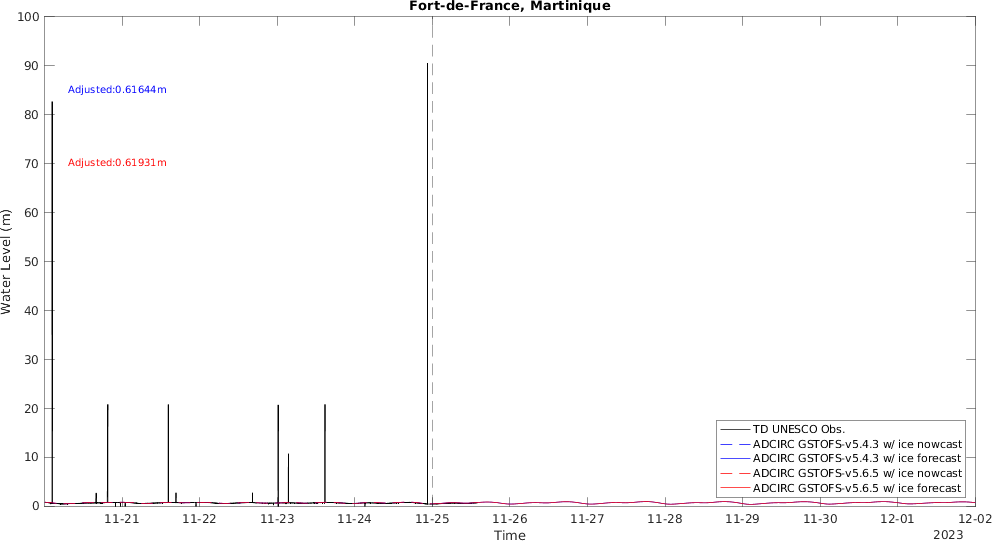 Fort-de-France, Martinique
100
90
80
70
60
50
40
30
20
10
0
Water Level (m)
Adjusted:0.61644m
Adjusted:0.61931m
TD UNESCO Obs.
ADCIRC GSTOFS-v5.4.3 w/ ice nowcast
ADCIRC GSTOFS-v5.4.3 w/ ice forecast
ADCIRC GSTOFS-v5.6.5 w/ ice nowcast
ADCIRC GSTOFS-v5.6.5 w/ ice forecast
11-21 11-22 11-23 11-24 11-25 11-26 11-27 11-28 11-29 11-30 12-01 12-02
Time
2023